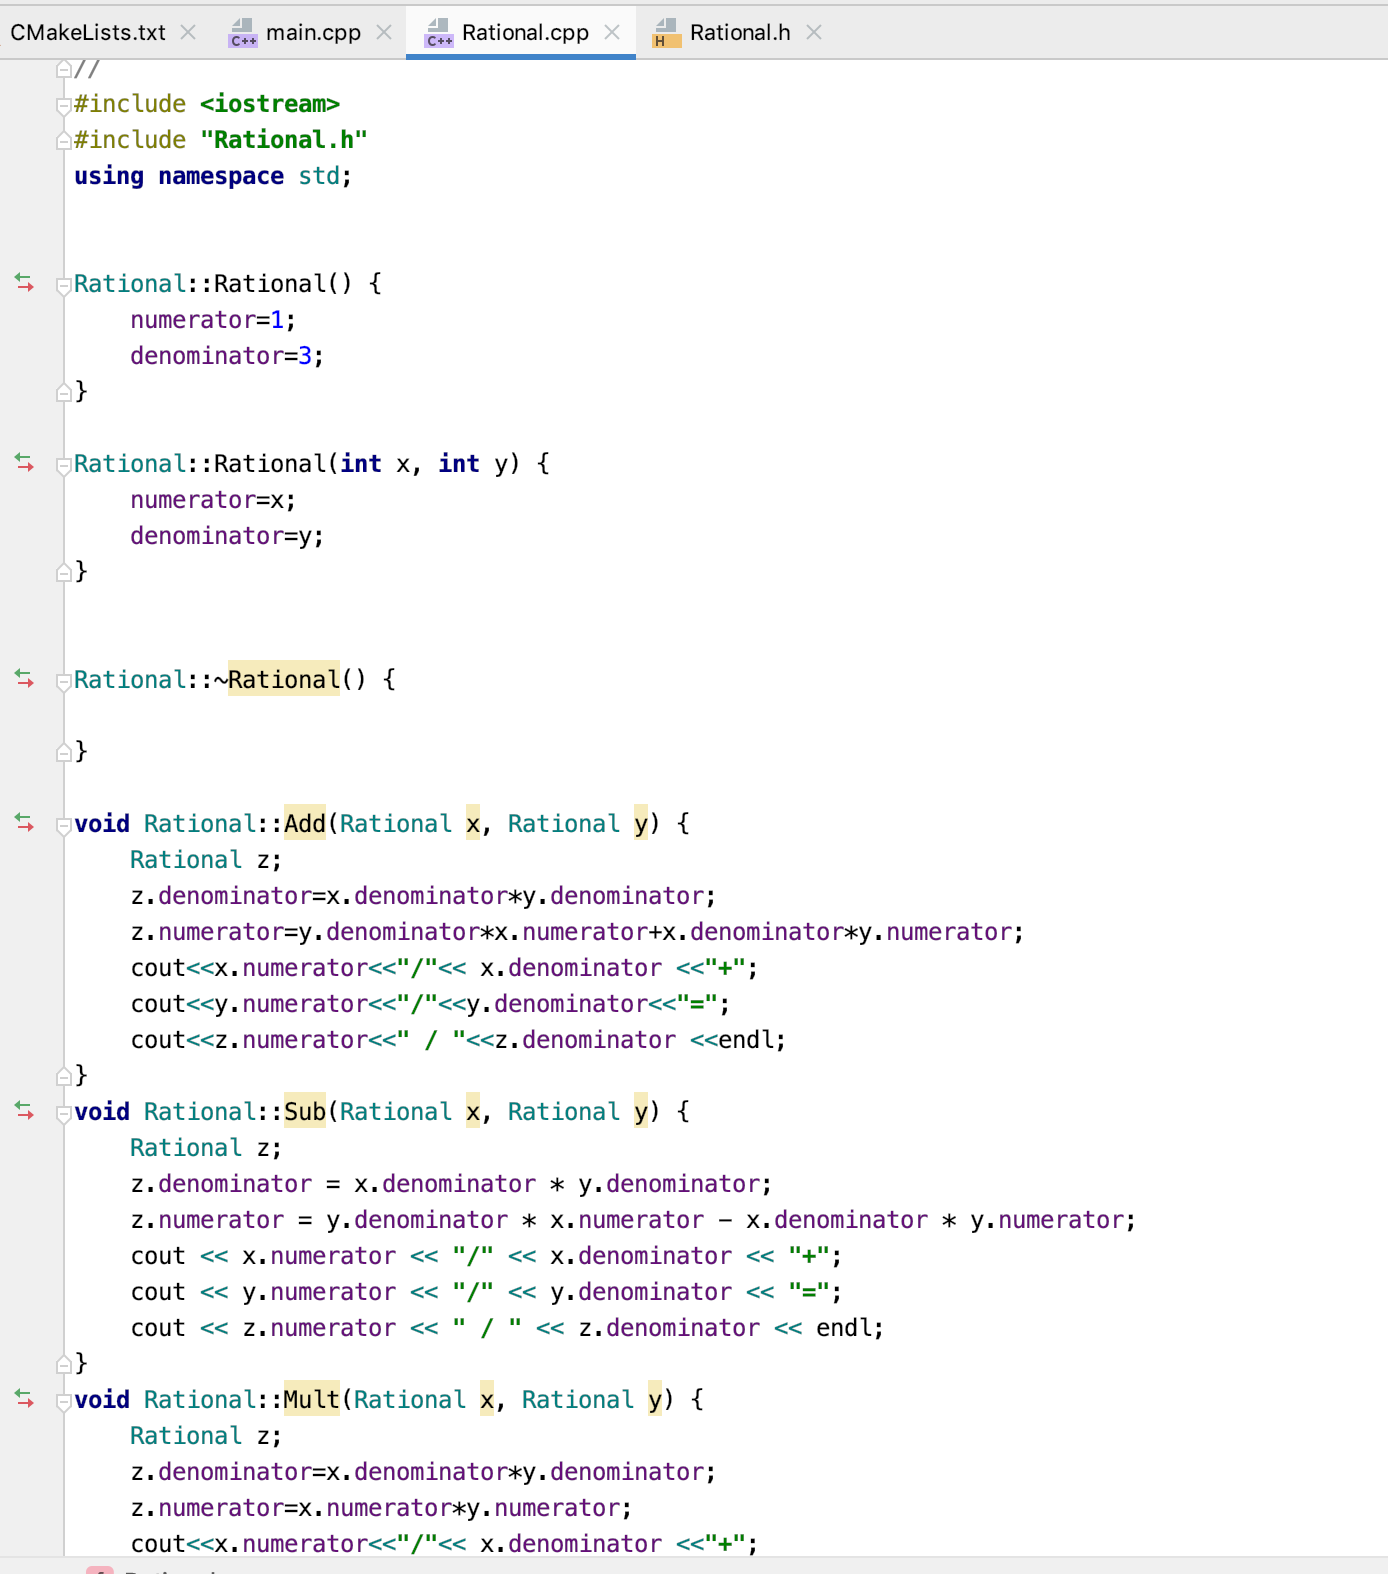 CMakeLists.txt main.cpp Rational.cpp Rational.h
//
#include <iostream>
#include "Rational.h"
using namespace std;
Rational::Rational() {
numerator=1;
denominator=3;
}
Rational::Rational(int x, int y) {
numerator=x;
denominator=y;
}
Rational::~Rational() {
}
void Rational::Add(Rational x, Rational y) {
Rational z;
z.denominator=x.denominator*y.denominator;
z.numerator=y.denominator*x.numerator+x.denominator*y.numerator;
cout<<x.numerator<<"/"<< x.denominator <<"+";
cout<<y.numerator<<"/"<<y.denominator<<"=";
cout<<z.numerator<<" / "<<z.denominator <<endl;
}
void Rational::Sub(Rational x, Rational y) {
Rational z;
z.denominator = x.denominator * y.denominator;
z.numerator = y.denominator * x.numerator - x.denominator * y.numerator;
cout << x.numerator << "/" << x.denominator << "+";
cout << y.numerator << "/" << y.denominator << "=";
cout << z.numerator << " / " << z.denominator << endl;
}
void Rational::Mult(Rational x, Rational y) {
Rational z;
z.denominator=x.denominator*y.denominator;
z.numerator=x.numerator*y.numerator;
cout<<x.numerator<<"/"<< x.denominator <<"+";